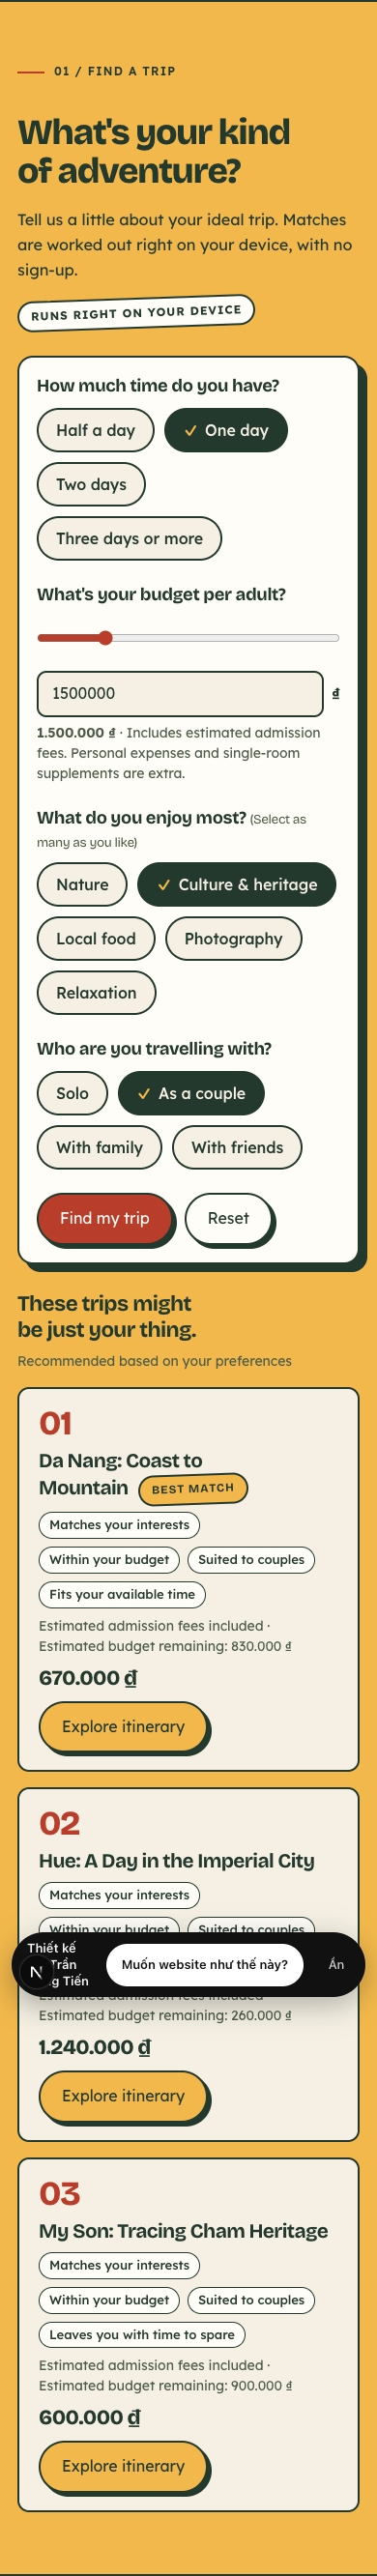 01 / FIND A TRIP
What's your kind
of adventure?
Tell us a little about your ideal trip. Matches
are worked out right on your device, with no
sign-up.
RUNS RIGHT ON YOUR DEVICE
How much time do you have?
Half a day
✓ One day
Two days
Three days or more
What's your budget per adult?
1500000
₫
1.500.000 ₫ · Includes estimated admission
fees. Personal expenses and single-room
supplements are extra.
What do you enjoy most? (Select as
many as you like)
Nature
✓ Culture & heritage
Local food
Photography
Relaxation
Who are you travelling with?
Solo
✓ As a couple
With family
With friends
Find my trip
Reset
These trips might
be just your thing.
Recommended based on your preferences
01
Da Nang: Coast to
Mountain
BEST MATCH
Matches your interests
Within your budget
Suited to couples
Fits your available time
Estimated admission fees included ·
Estimated budget remaining: 830.000 ₫
670.000 ₫
Explore itinerary
02
Hue: A Day in the Imperial City
Matches your interests
Within your budget
Suited to couples
Thiết kế
Trần
Tiến
N
Muốn website như thế này?
Ẩn
Estimated admission fees included
Estimated budget remaining: 260.000 ₫
1.240.000 ₫
Explore itinerary
03
My Son: Tracing Cham Heritage
Matches your interests
Within your budget
Suited to couples
Leaves you with time to spare
Estimated admission fees included ·
Estimated budget remaining: 900.000 ₫
600.000 ₫
Explore itinerary